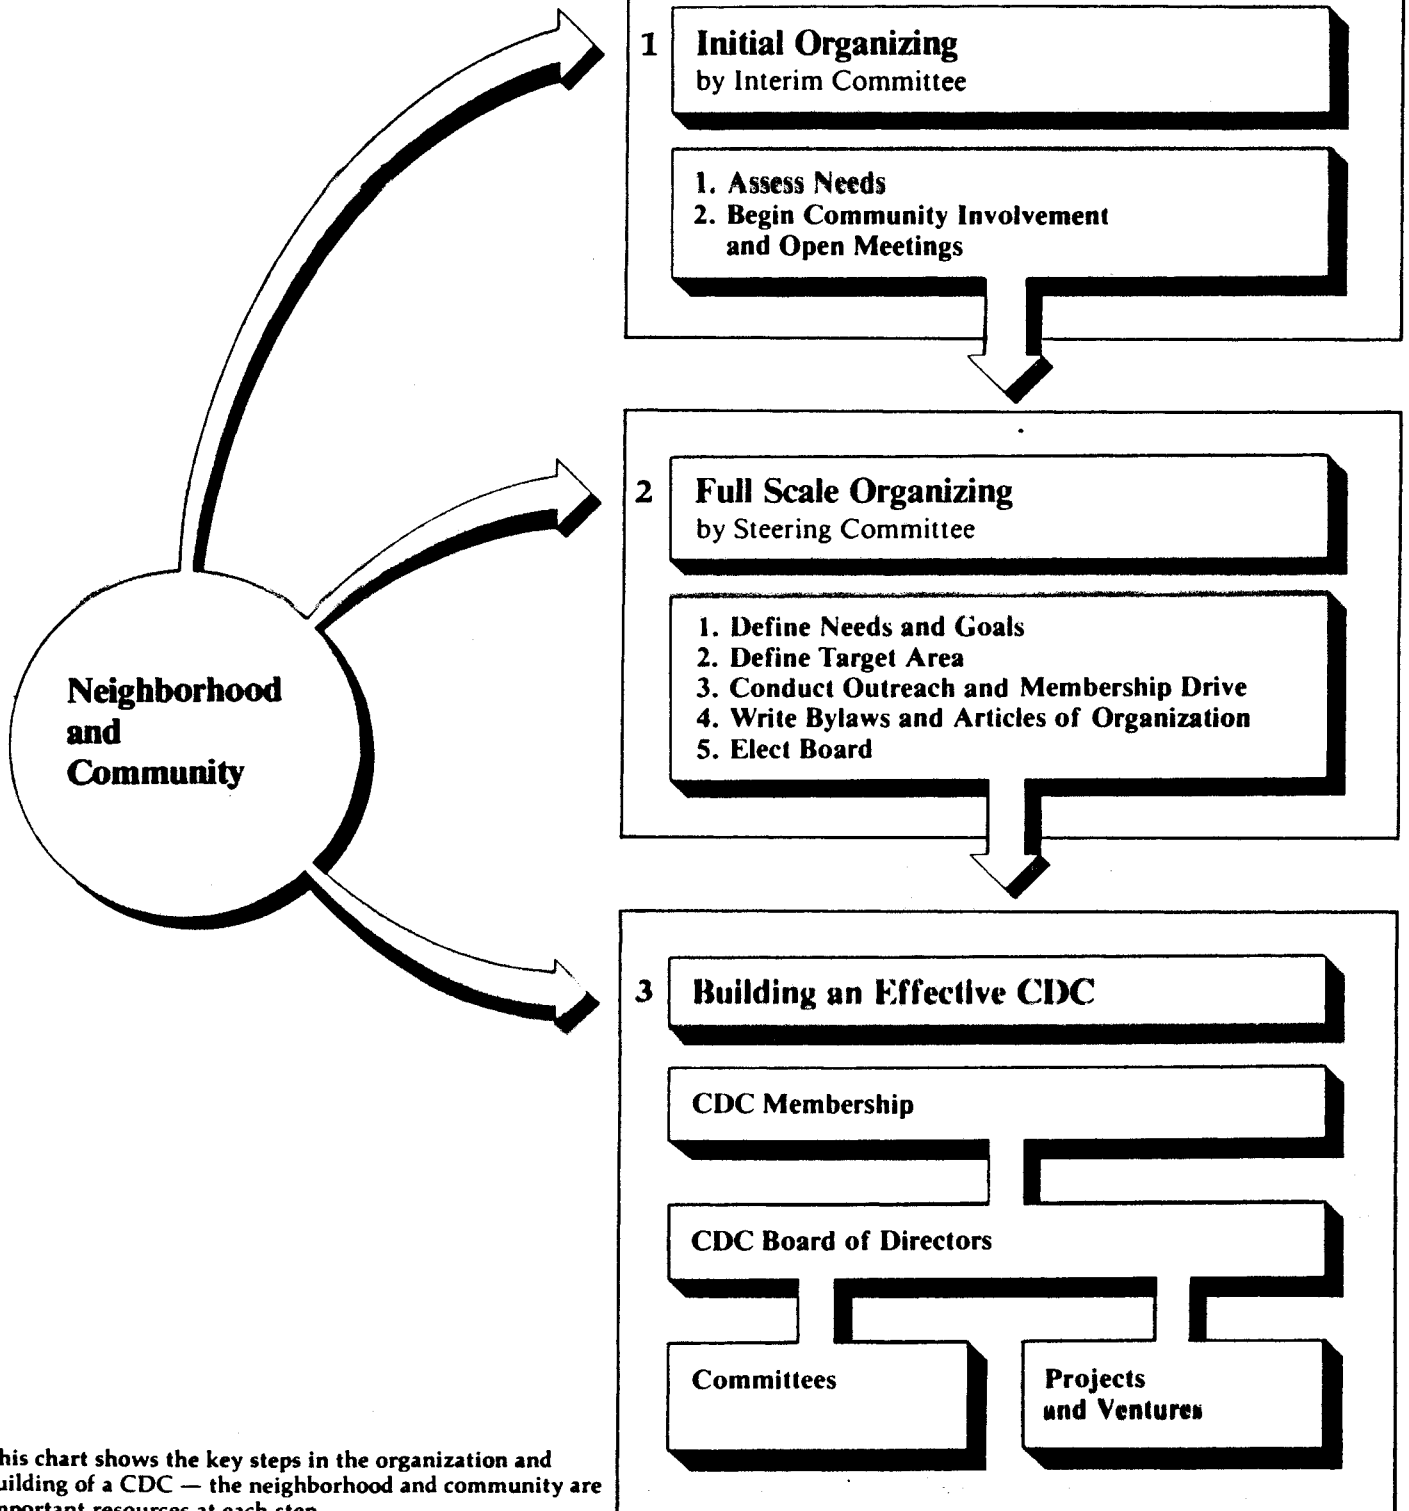 1 Initial Organizing
by Interim Committee
1. Assess Needs
2. Begin Community Involvement
and Open Meetings
2 Full Scale Organizing
by Steering Committee
1. Define Needs and Goals
2. Define Target Area
3. Conduct Outreach and Membership Drive
4. Write Bylaws and Articles of Organization
5. Elect Board
Neighborhood
and
Community
3 Building an Effective CDC
CDC Membership
CDC Board of Directors
Committees
Projects
and Ventures
his chart shows the key steps in the organization and
uilding of a CDC — the neighborhood and community are
mportant resources at each step